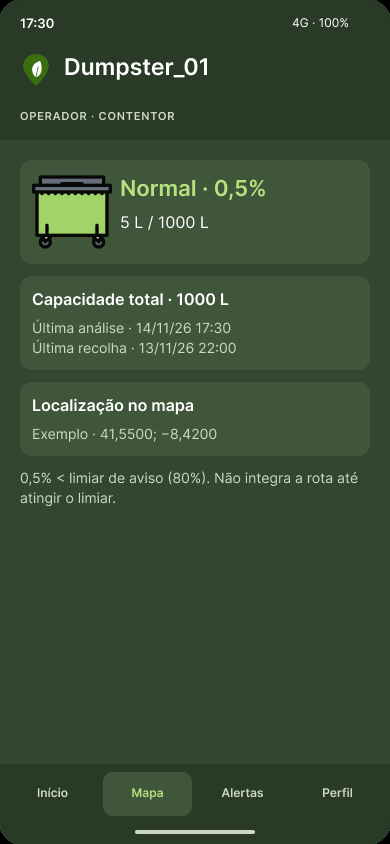 17:30
4G · 100%
Dumpster_01
OPERADOR · CONTENTOR
Normal · 0,5%
5 L / 1000 L
Capacidade total · 1000 L
Última análise · 14/11/26 17:30
Última recolha · 13/11/26 22:00
Localização no mapa
Exemplo · 41,5500; −8,4200
0,5% < limiar de aviso (80%). Não integra a rota até
atingir o limiar.
Início
Mapa
Alertas
Perfil